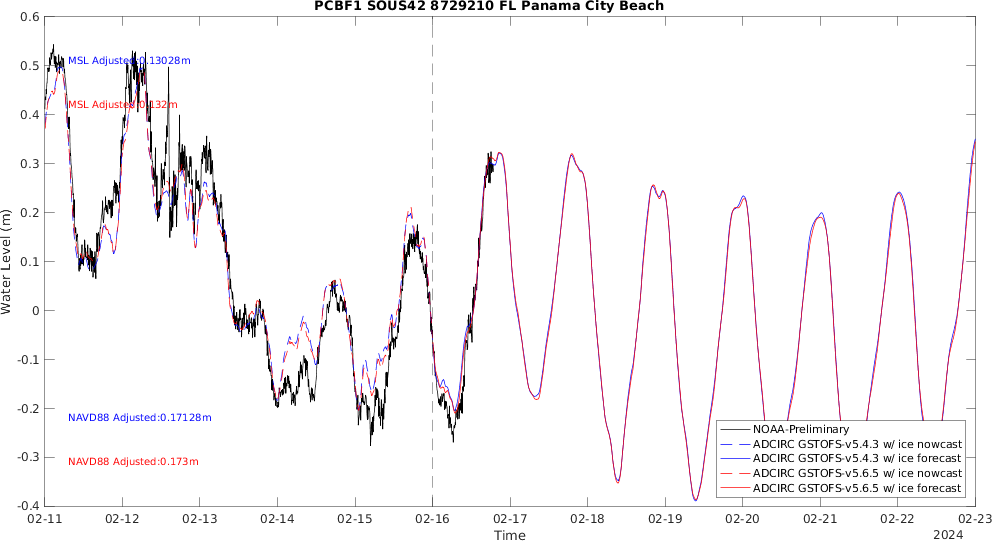 PCBF1 SOUS42 8729210 FL Panama City Beach
Water Level (m)
0.6
0.5
0.4
0.3
0.2
0.1
0
-0.1
-0.2
-0.3
-0.4
MSL Adjusted:0.13028m
MSL Adjusted:0.132m
NAVD88 Adjusted:0.17128m
NAVD88 Adjusted:0.173m
NOAA-Preliminary
ADCIRC GSTOFS-v5.4.3 w/ ice nowcast
ADCIRC GSTOFS-v5.4.3 w/ ice forecast
ADCIRC GSTOFS-v5.6.5 w/ ice nowcast
ADCIRC GSTOFS-v5.6.5 w/ ice forecast
02-11 02-12 02-13 02-14 02-15 02-16 02-17 02-18 02-19 02-20 02-21 02-22 02-23
Time
2024